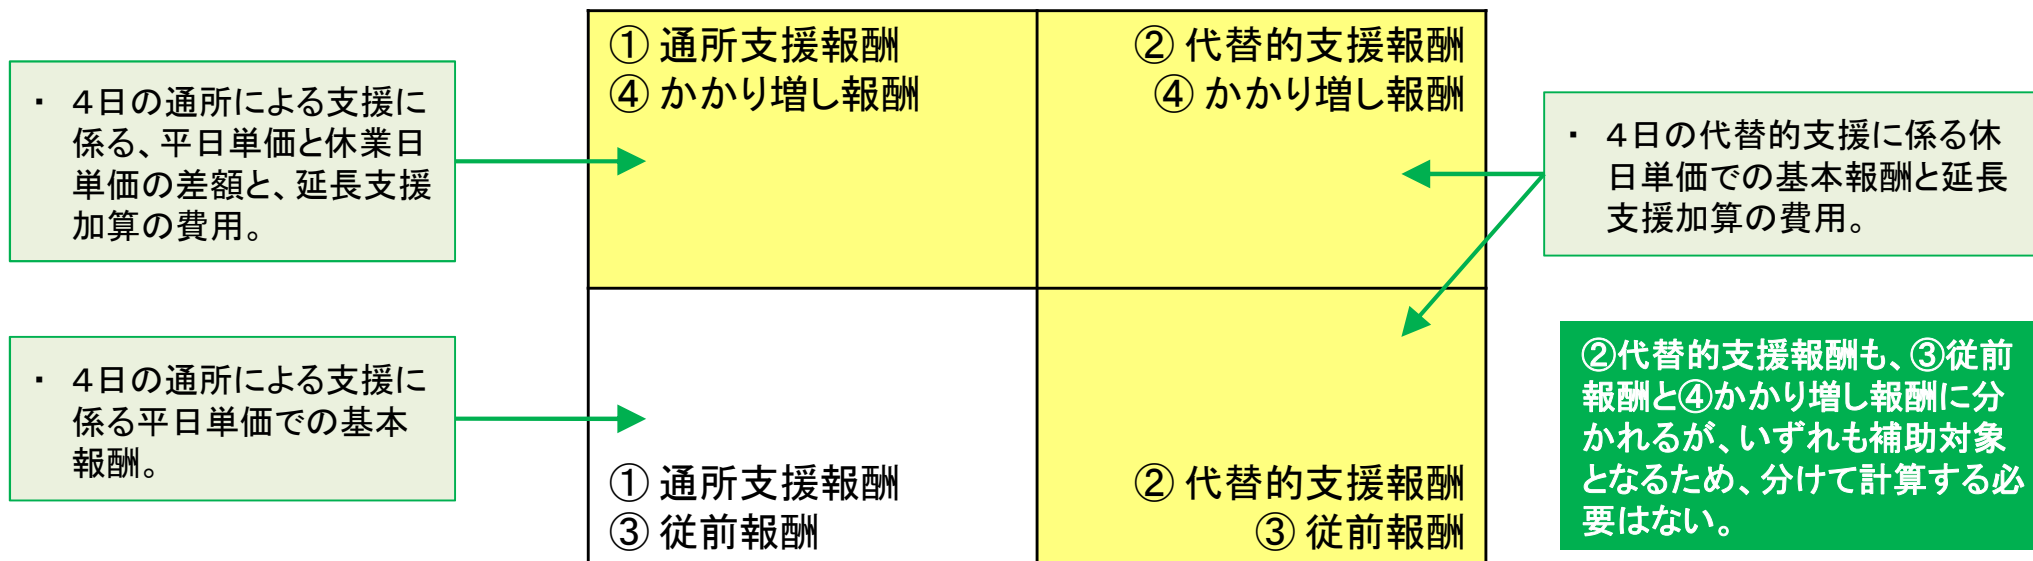 ① 通所支援報酬
④ かかり増し報酬
② 代替的支援報酬
④ かかり増し報酬
・ ４日の通所による支援に
係る、平日単価と休業日
単価の差額と、延長支援
加算の費用。
・ ４日の代替的支援に係る休
日単価での基本報酬と延長
支援加算の費用。
・ ４日の通所による支援に
係る平日単価での基本
報酬。
① 通所支援報酬
③ 従前報酬
② 代替的支援報酬
③ 従前報酬
②代替的支援報酬も、③従前
報酬と④かかり増し報酬に分
かれるが、いずれも補助対象
となるため、分けて計算する必
要はない。